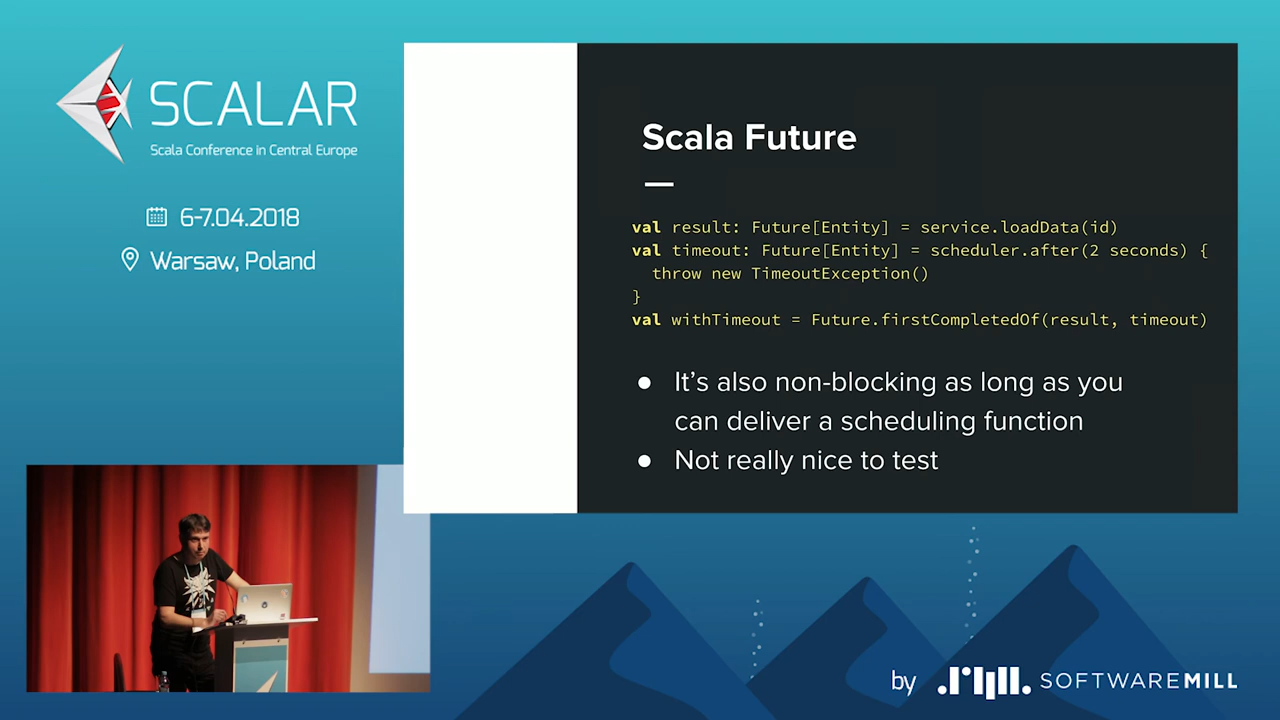 SCALAR
Scala Conference in Central Europe
6-7.04.2018
Warsaw, Poland
Scala Future
val result: Future[Entity] = service.loadData(id)
val timeout: Future[Entity] = scheduler.after(2 seconds) {
  throw new TimeoutException()
}
val withTimeout = Future.firstCompletedOf(result, timeout)
● It’s also non-blocking as long as you
can deliver a scheduling function
● Not really nice to test
by SOFTWAREMILL